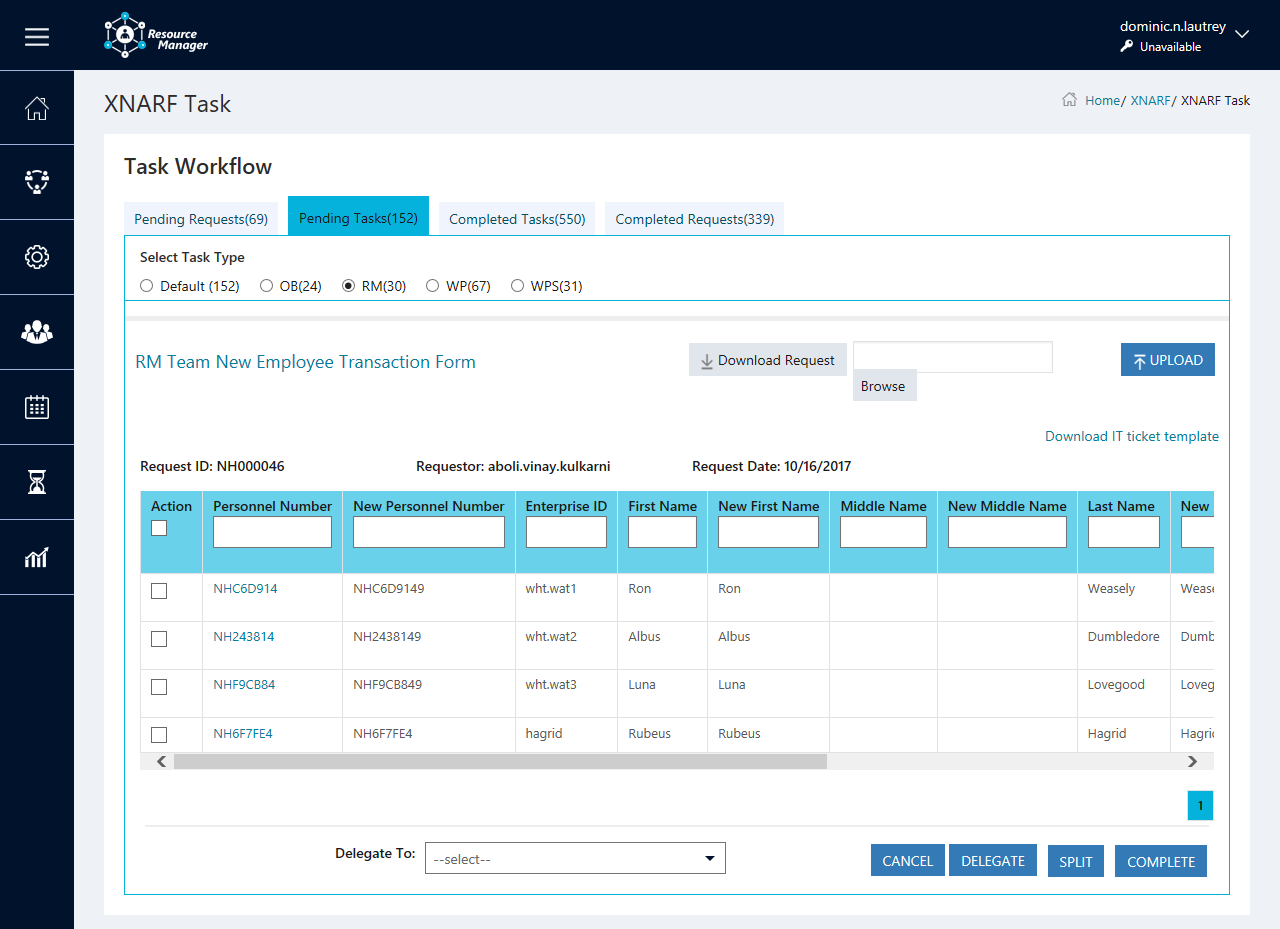 Resource
Manager
dominic.n.lautrey
Unavailable
XNARF Task
Home/ XNARF/ XNARF Task
Task Workflow
Pending Requests(69) Pending Tasks(152) Completed Tasks(550) Completed Requests(339)
Select Task Type
Default (152) OB(24) RM(30) WP(67) WPS(31)
RM Team New Employee Transaction Form
Download Request
UPLOAD
Browse
Download IT ticket template
Request ID: NH000046 Requestor: aboli.vinay.kulkarni Request Date: 10/16/2017
Action Personnel Number New Personnel Number Enterprise ID First Name New First Name Middle Name New Middle Name Last Name New
NHC6D914 NHC6D9149 wht.wat1 Ron Ron Weasely Wease
NH243814 NH2438149 wht.wat2 Albus Albus Dumbledore Dumb
NHF9CB84 NHF9CB849 wht.wat3 Luna Luna Lovegood Loveg
NH6F7FE4 NH6F7FE4 hagrid Rubeus Rubeus Hagrid Hagri
1
Delegate To: --select-- CANCEL DELEGATE SPLIT COMPLETE